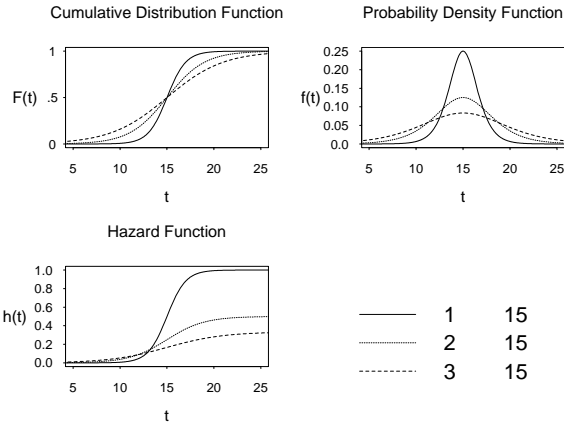 Cumulative Distribution Function
1
F(t) .5
0
5 10 15 20 25
t
Probability Density Function
0.25
0.20
0.15
f(t)
0.10
0.05
0.0
5 10 15 20 25
t
Hazard Function
1.0
0.8
0.6
h(t)
0.4
0.2
0.0
5 10 15 20 25
t
1 15
2 15
3 15